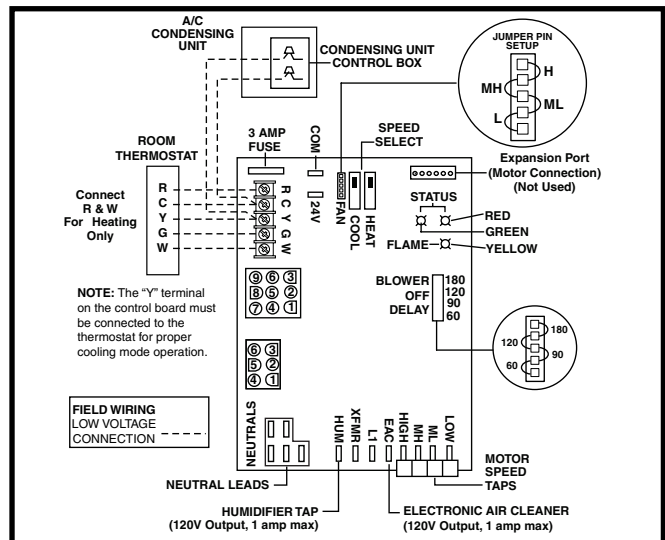 A/C
CONDENSING
UNIT
CONDENSING UNIT
CONTROL BOX
JUMPER PIN
SETUP
H
MH
ML
L
ROOM
THERMOSTAT
3 AMP
FUSE
COM
SPEED
SELECT
Expansion Port
(Motor Connection)
(Not Used)
Connect
R & W
For Heating
Only
R
C
Y
G
W
R
C
Y
G
W
24V
FAN
COOL
HEAT
STATUS
RED
GREEN
FLAME
YELLOW
NOTE: The “Y” terminal
on the control board must
be connected to the
thermostat for proper
cooling mode operation.
9 6 3
8 5 2
7 4 1
BLOWER
OFF
DELAY
180
120
90
60
180
120
90
60
6 3
5 2
4 1
FIELD WIRING
LOW VOLTAGE
CONNECTION
NEUTRALS
HUM
XFMR
L1
EAC
HIGH
MH
ML
LOW
NEUTRAL LEADS
MOTOR
SPEED
TAPS
HUMIDIFIER TAP
(120V Output, 1 amp max)
ELECTRONIC AIR CLEANER
(120V Output, 1 amp max)